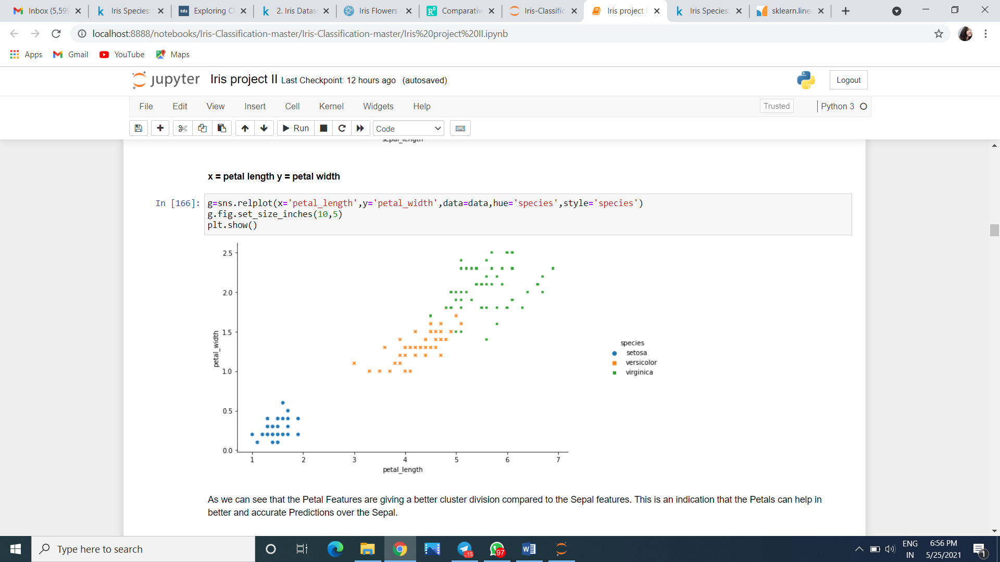 Inbox (5,599
Iris Species:
tds
Exploring Cl
2. Iris Datas
Iris Flowers
Comparativ
Iris-Classific
Iris project
Iris Species:
sklearn.line
localhost:8888/notebooks/Iris-Classification-master/Iris-Classification-master/Iris%20project%20II.ipynb
Apps
Gmail
YouTube
Maps
jupyter
Iris project II Last Checkpoint: 12 hours ago (autosaved)
Logout
File
Edit
View
Insert
Cell
Kernel
Widgets
Help
Trusted
Python 3
Run
Code
sepal_length
x = petal length y = petal width
In [166]:
g=sns.relplot(x='petal_length',y='petal_width',data=data,hue='species',style='species')
g.fig.set_size_inches(10,5)
plt.show()
2.5
2.0
1.5
1.0
0.5
0.0
petal_width
1 2 3 4 5 6 7
petal_length
species
setosa
versicolor
virginica
As we can see that the Petal Features are giving a better cluster division compared to the Sepal features. This is an indication that the Petals can help in
better and accurate Predictions over the Sepal.
Type here to search
..15
97
ENG
IN
6:56 PM
5/25/2021
1